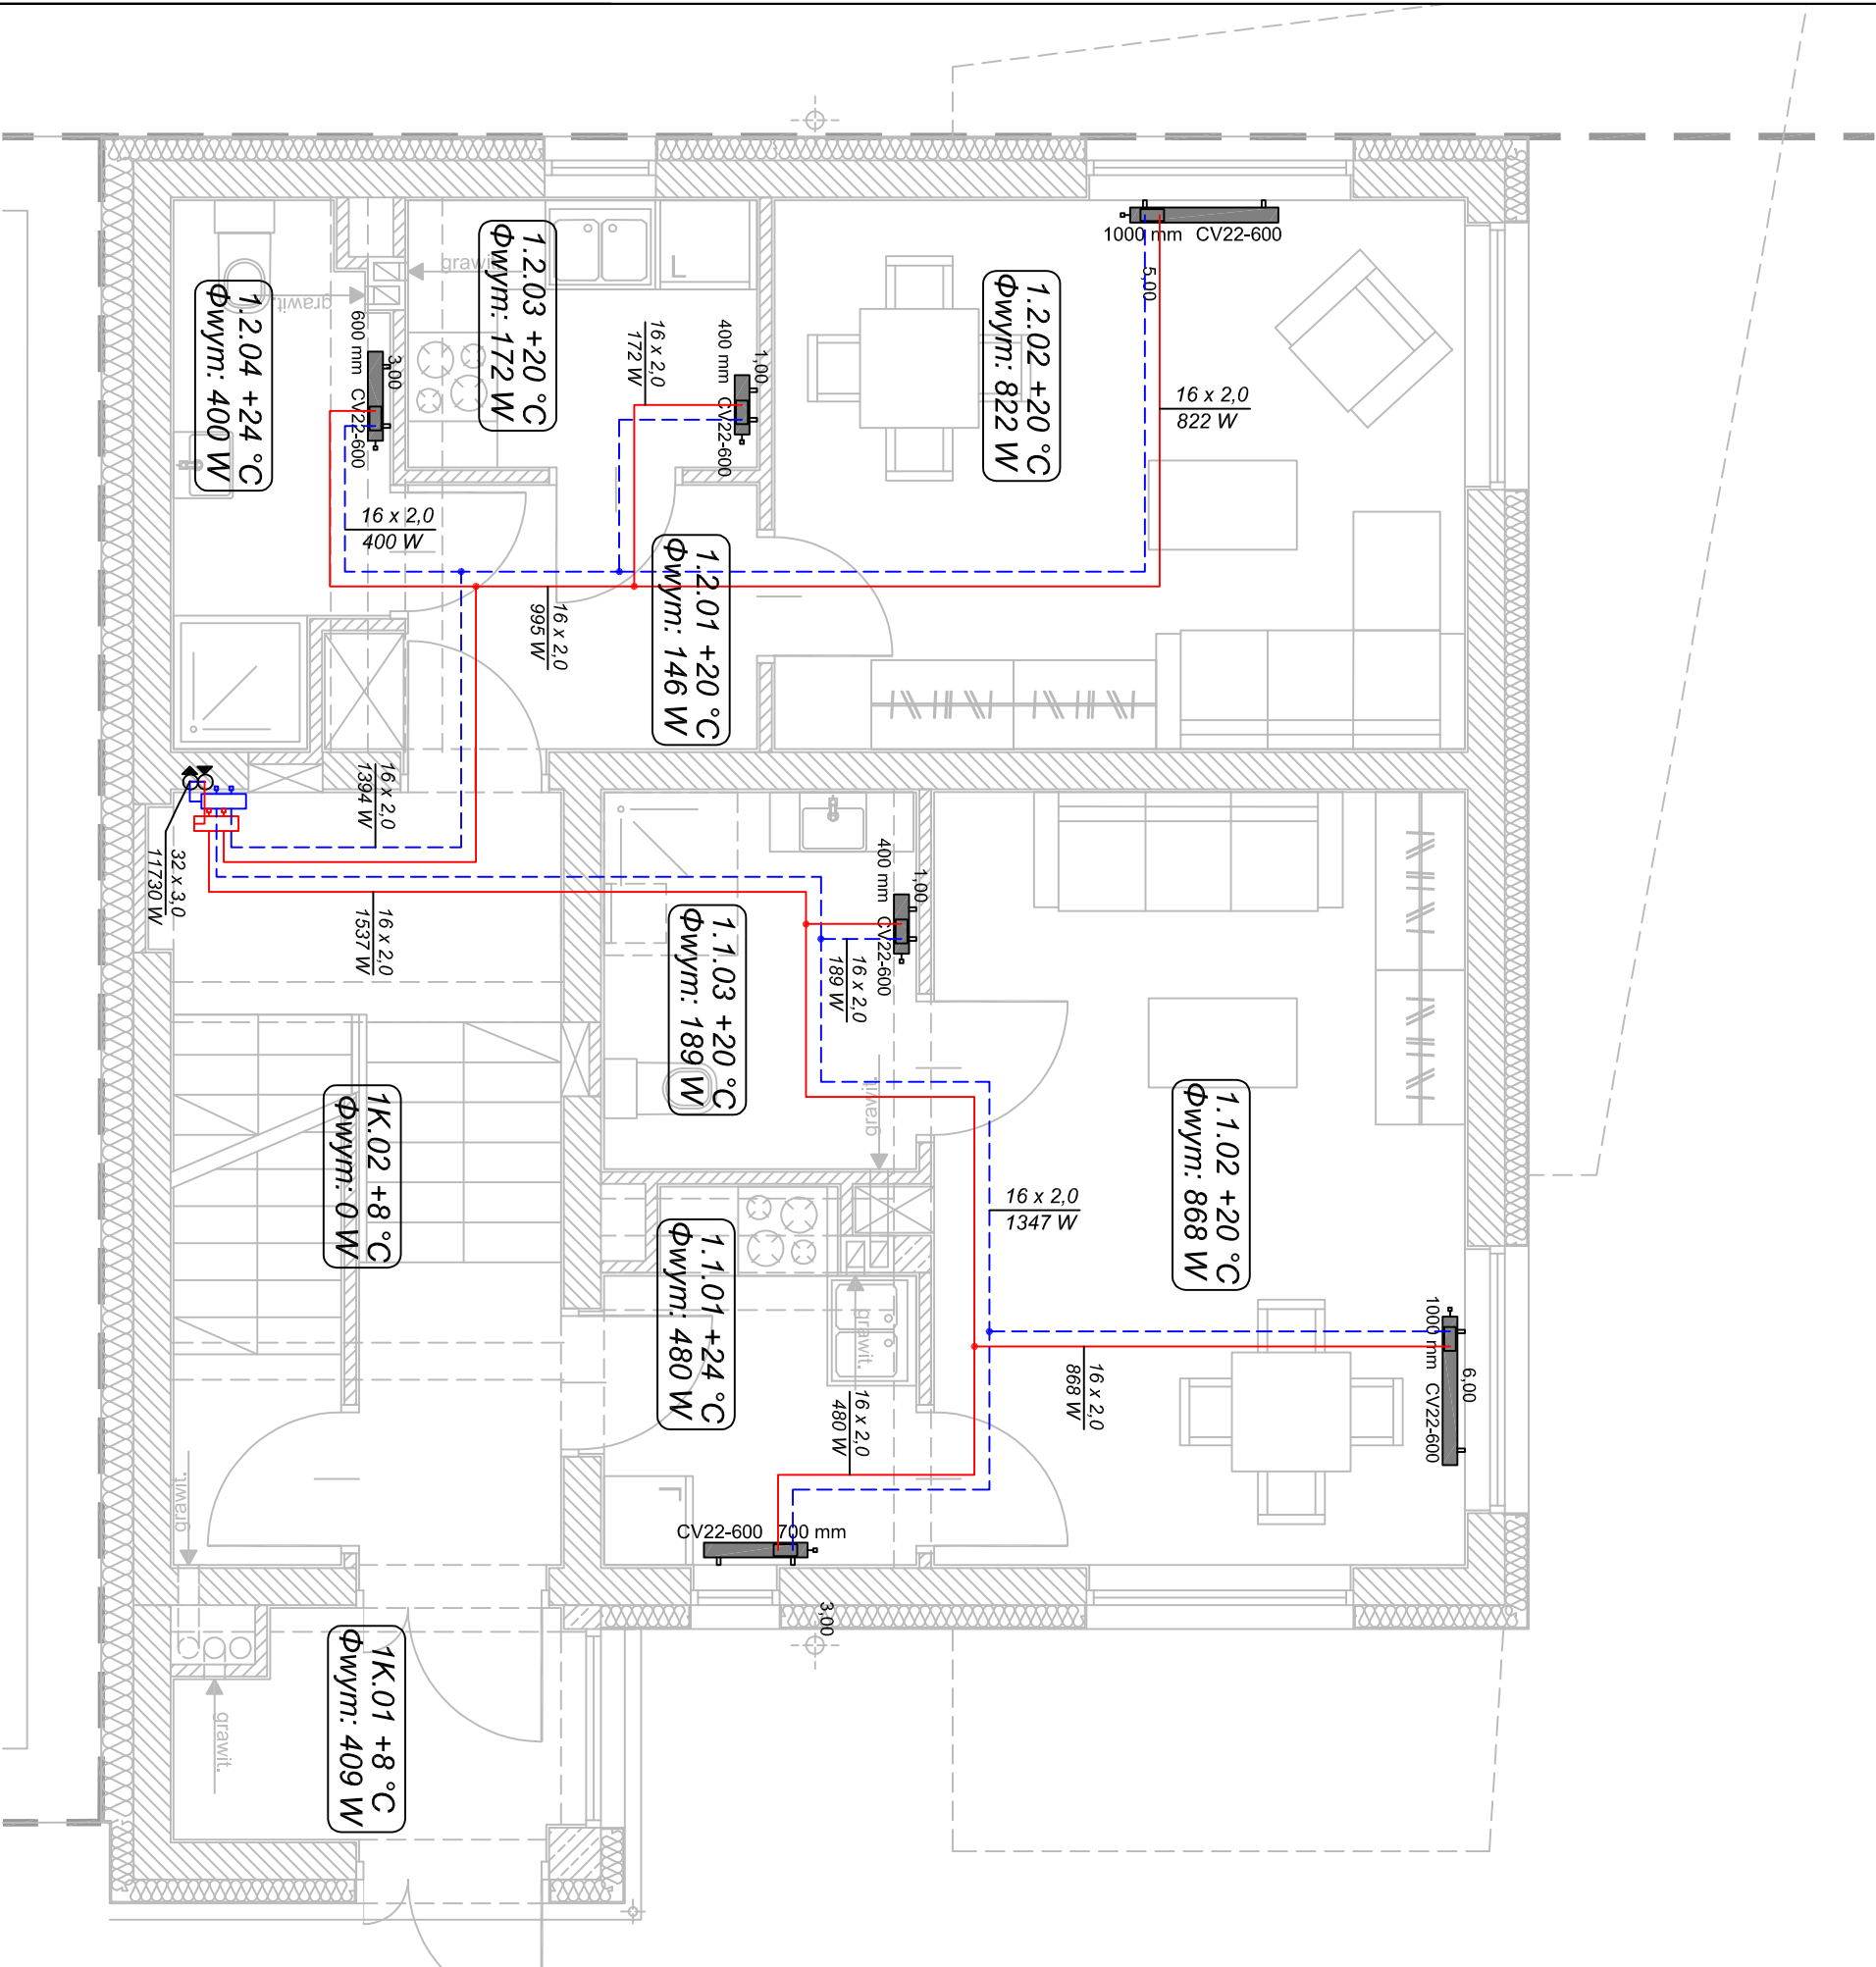 1000 mm CV22-600
5,00
1.2.02 +20 °C
Φwym: 822 W
16 x 2,0
822 W
1.2.03 +20 °C
Φwym: 172 W
grawit.
16 x 2,0
172 W
400 mm CV22-600
1,00
1.2.04 +24 °C
Φwym: 400 W
grawit.
600 mm CV22-600
3,00
16 x 2,0
400 W
1.2.01 +20 °C
Φwym: 146 W
16 x 2,0
995 W
16 x 2,0
1394 W
32 x 3,0
11730 W
16 x 2,0
1537 W
400 mm CV22-600
1,00
16 x 2,0
189 W
1.1.03 +20 °C
Φwym: 189 W
grawit.
1K.02 +8 °C
Φwym: 0 W
16 x 2,0
1347 W
1.1.02 +20 °C
Φwym: 868 W
1.1.01 +24 °C
Φwym: 480 W
grawit.
16 x 2,0
480 W
16 x 2,0
868 W
1000 mm CV22-600
6,00
CV22-600 700 mm
3,00
grawit.
1K.01 +8 °C
Φwym: 409 W
grawit.